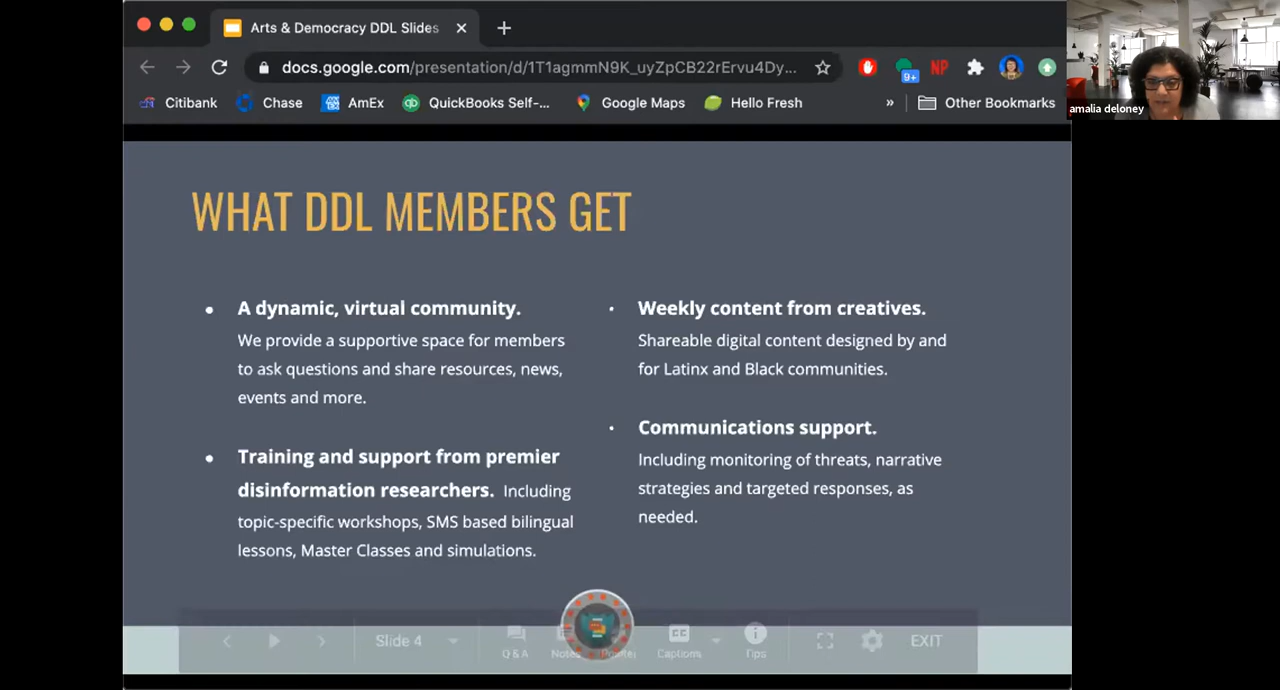 Arts & Democracy DDL Slides
docs.google.com/presentation/d/1T1agmmN9K_uyZpCB22rErvu4Dy...
9+
NP
Citibank
Chase
AmEx
QuickBooks Self-...
Google Maps
Hello Fresh
»
Other Bookmarks
amalia deloney
WHAT DDL MEMBERS GET
• A dynamic, virtual community.
We provide a supportive space for members
to ask questions and share resources, news,
events and more.
• Training and support from premier
disinformation researchers. Including
topic-specific workshops, SMS based bilingual
lessons, Master Classes and simulations.
• Weekly content from creatives.
Shareable digital content designed by and
for Latinx and Black communities.
• Communications support.
Including monitoring of threats, narrative
strategies and targeted responses, as
needed.
Slide 4
Q & A
Notes
Pointer
CC
Captions
Tips
EXIT